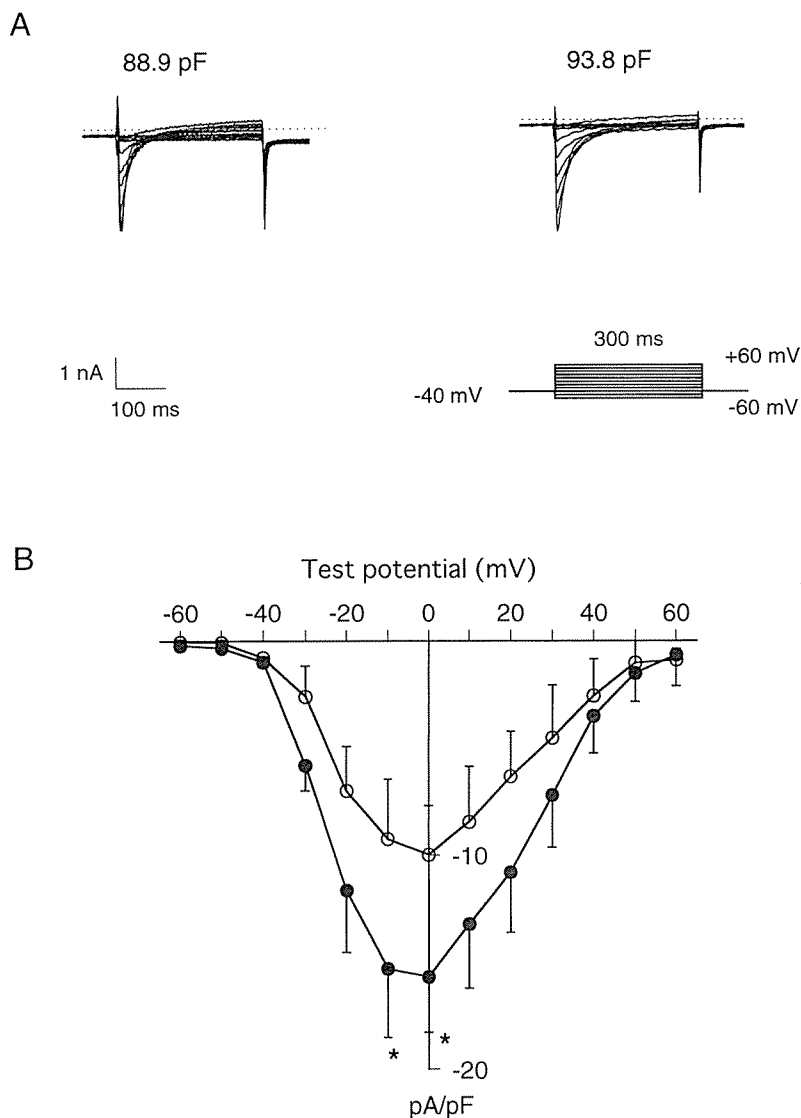 A
88.9 pF
93.8 pF
1 nA
100 ms
300 ms
+60 mV
-40 mV
-60 mV
B
Test potential (mV)
-60 -40 -20 0 20 40 60
-10
*
*
-20
pA/pF